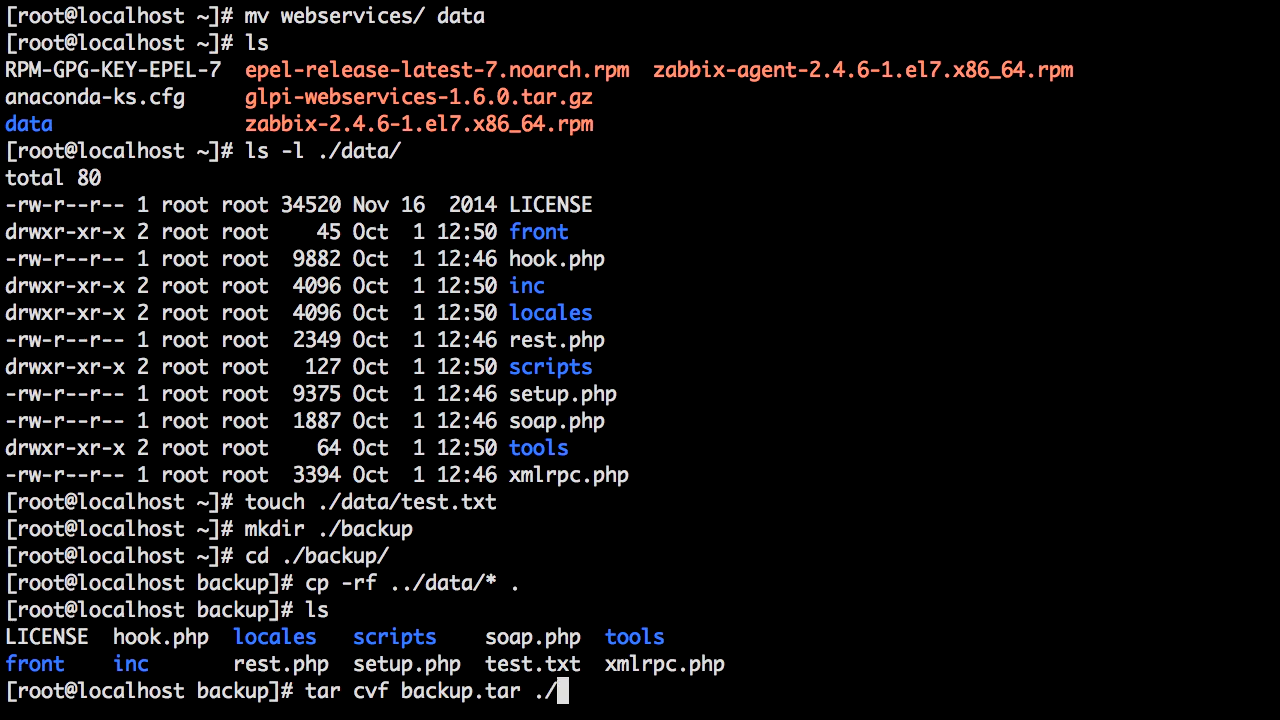 [root@localhost ~]# mv webservices/ data
[root@localhost ~]# ls
RPM-GPG-KEY-EPEL-7  epel-release-latest-7.noarch.rpm  zabbix-agent-2.4.6-1.el7.x86_64.rpm
anaconda-ks.cfg     glpi-webservices-1.6.0.tar.gz
data                zabbix-2.4.6-1.el7.x86_64.rpm
[root@localhost ~]# ls -l ./data/
total 80
-rw-r--r-- 1 root root 34520 Nov 16  2014 LICENSE
drwxr-xr-x 2 root root    45 Oct  1 12:50 front
-rw-r--r-- 1 root root  9882 Oct  1 12:46 hook.php
drwxr-xr-x 2 root root  4096 Oct  1 12:50 inc
drwxr-xr-x 2 root root  4096 Oct  1 12:50 locales
-rw-r--r-- 1 root root  2349 Oct  1 12:46 rest.php
drwxr-xr-x 2 root root   127 Oct  1 12:50 scripts
-rw-r--r-- 1 root root  9375 Oct  1 12:46 setup.php
-rw-r--r-- 1 root root  1887 Oct  1 12:46 soap.php
drwxr-xr-x 2 root root    64 Oct  1 12:50 tools
-rw-r--r-- 1 root root  3394 Oct  1 12:46 xmlrpc.php
[root@localhost ~]# touch ./data/test.txt
[root@localhost ~]# mkdir ./backup
[root@localhost ~]# cd ./backup/
[root@localhost backup]# cp -rf ../data/* .
[root@localhost backup]# ls
LICENSE  hook.php  locales   scripts    soap.php  tools
front    inc       rest.php  setup.php  test.txt  xmlrpc.php
[root@localhost backup]# tar cvf backup.tar ./